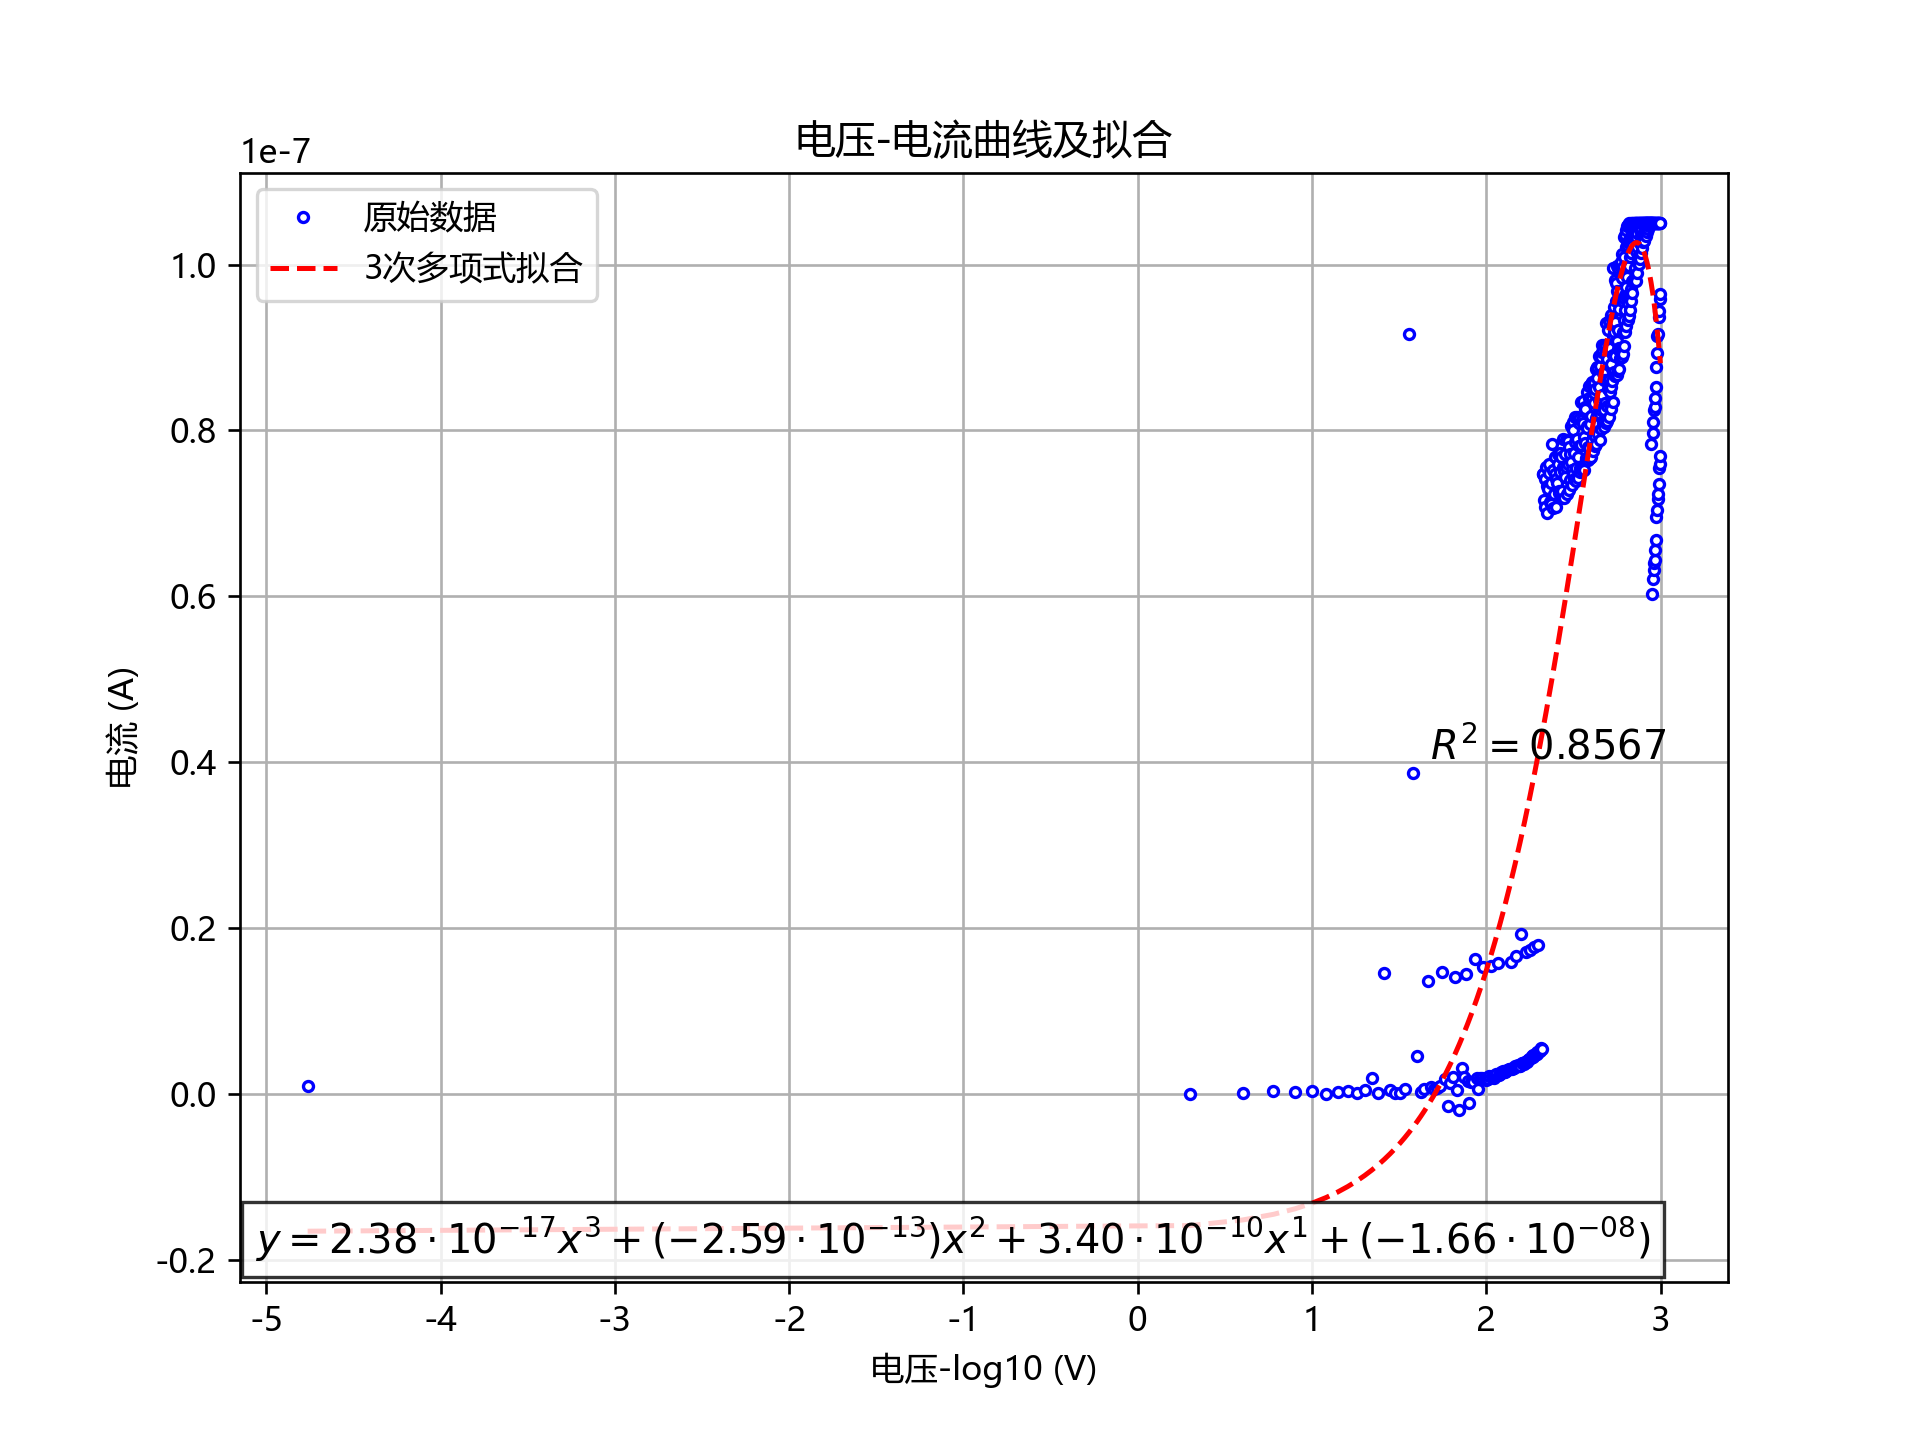 电压-电流曲线及拟合
1e-7
原始数据
3次多项式拟合
1.0
0.8
0.6
0.4
0.2
0.0
-0.2
电流 (A)
R² = 0.8567
y = 2.38 · 10⁻¹⁷x³ + (−2.59 · 10⁻¹³)x² + 3.40 · 10⁻¹⁰x¹ + (−1.66 · 10⁻⁰⁸)
-5 -4 -3 -2 -1 0 1 2 3
电压-log10 (V)